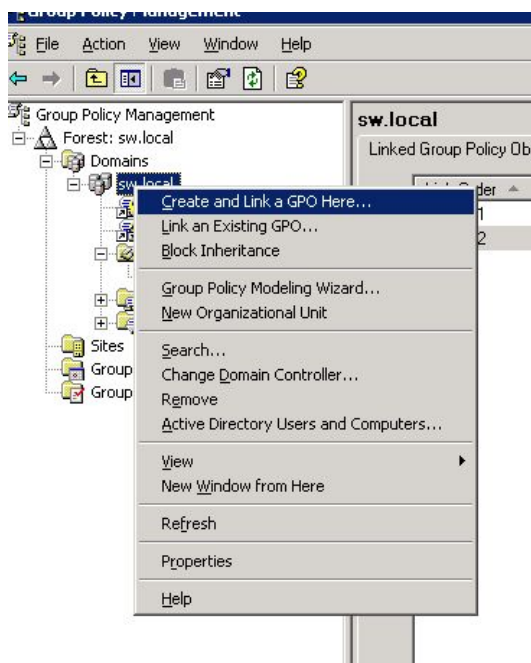 File Action View Window Help
Group Policy Management
Forest: sw.local
Domains
sw.local
Sites
Group
Group
sw.local
Linked Group Policy Ob
1
2
Create and Link a GPO Here...
Link an Existing GPO...
Block Inheritance
Group Policy Modeling Wizard...
New Organizational Unit
Search...
Change Domain Controller...
Remove
Active Directory Users and Computers...
View
New Window from Here
Refresh
Properties
Help